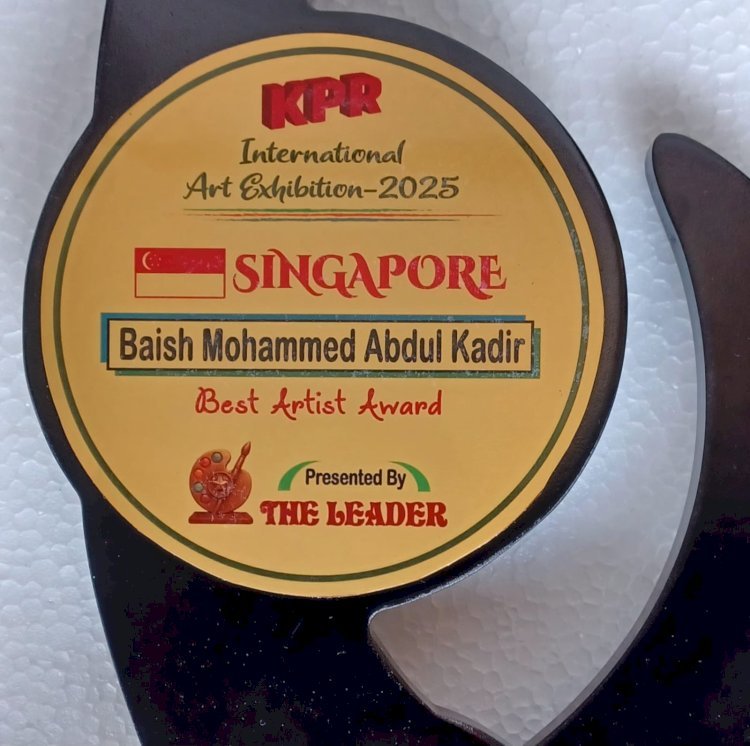 KPR
International
Art Exhibition-2025
SINGAPORE
Baish Mohammed Abdul Kadir
Best Artist Award
Presented By
THE LEADER